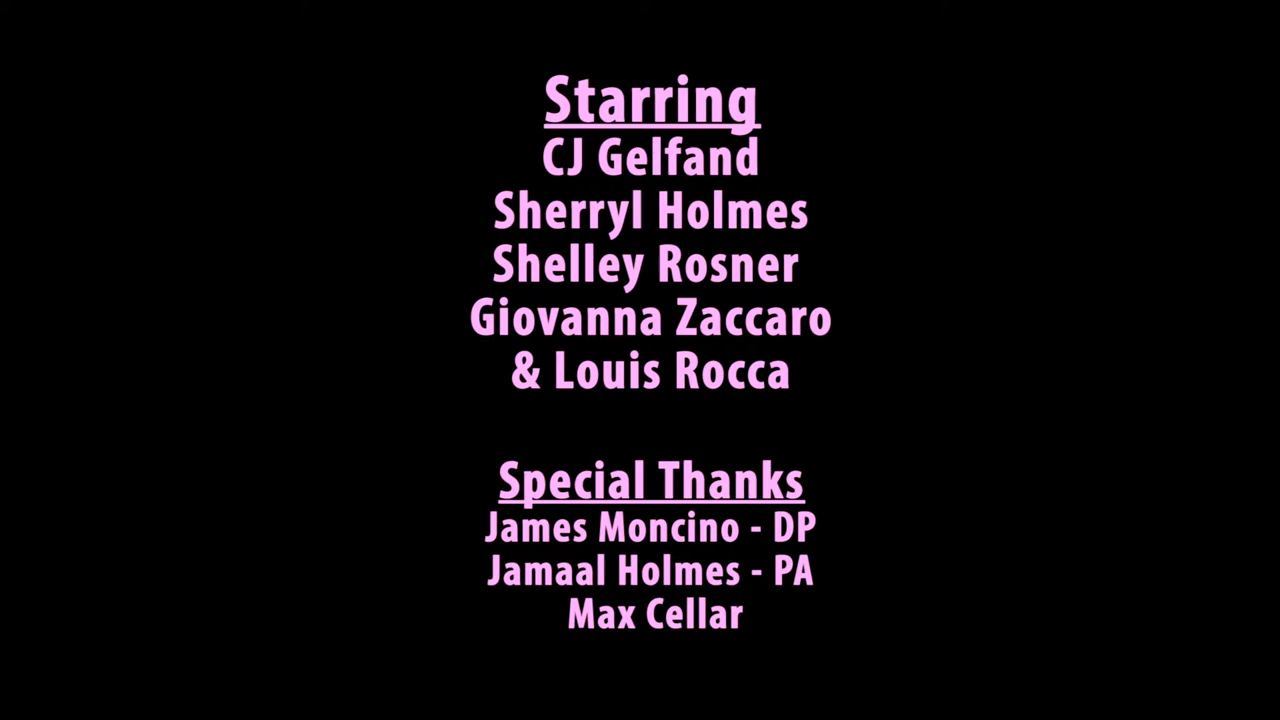 Starring
CJ Gelfand
Sherryl Holmes
Shelley Rosner
Giovanna Zaccaro
& Louis Rocca
Special Thanks
James Moncino - DP
Jamaal Holmes - PA
Max Cellar